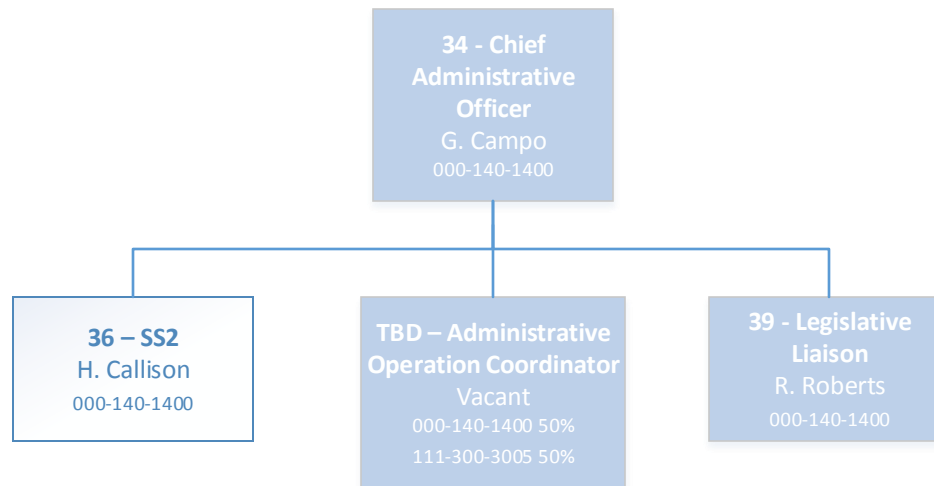 34 - Chief
Administrative
Officer
G. Campo
000-140-1400
36 – SS2
H. Callison
000-140-1400
TBD – Administrative
Operation Coordinator
Vacant
000-140-1400 50%
111-300-3005 50%
39 - Legislative
Liaison
R. Roberts
000-140-1400